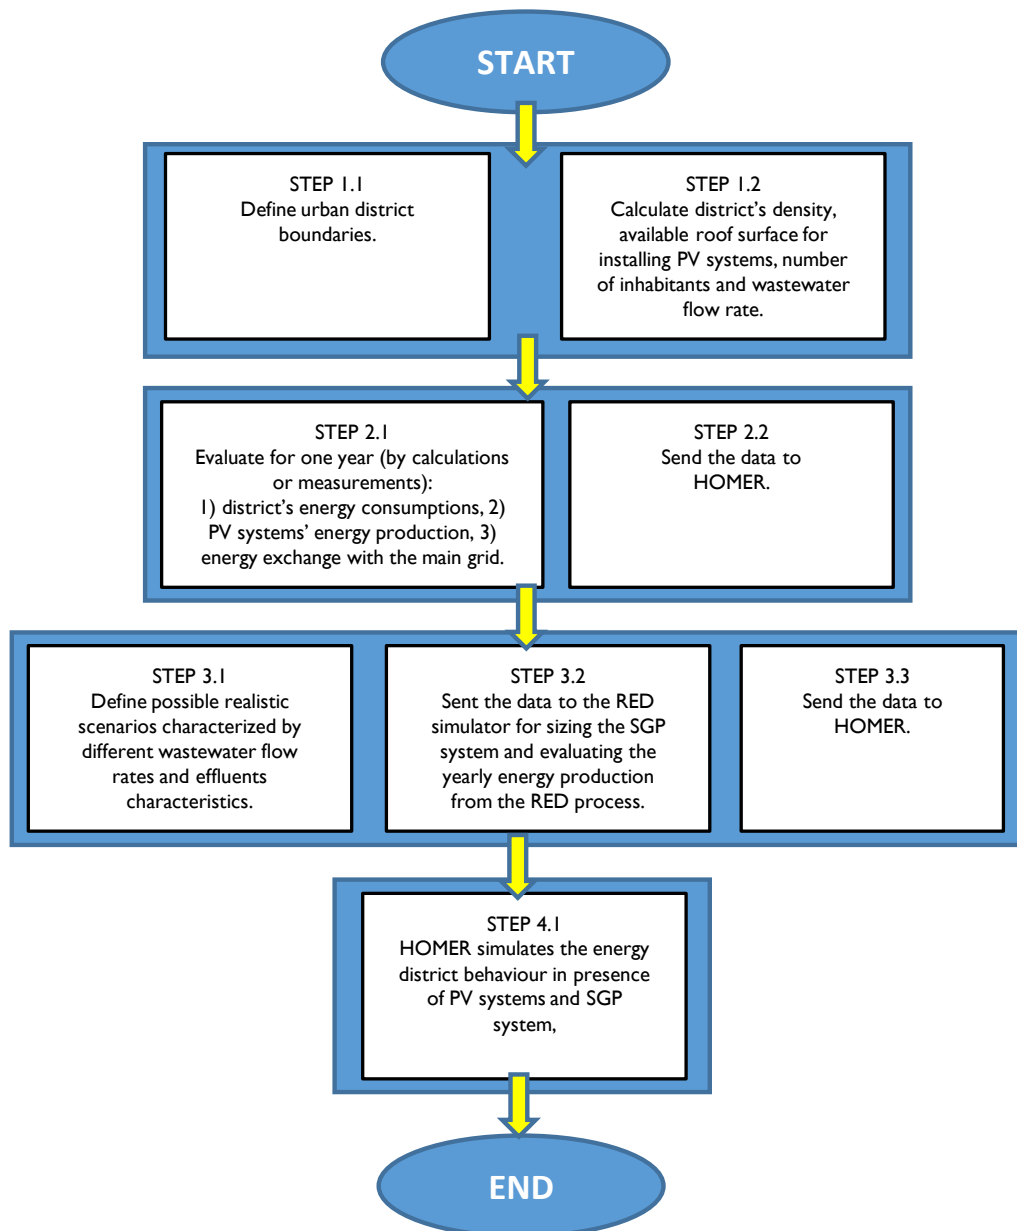 START
STEP 1.1
Define urban district
boundaries.
STEP 1.2
Calculate district's density,
available roof surface for
installing PV systems, number
of inhabitants and wastewater
flow rate.
STEP 2.1
Evaluate for one year (by calculations
or measurements):
1) district's energy consumptions, 2)
PV systems' energy production, 3)
energy exchange with the main grid.
STEP 2.2
Send the data to
HOMER.
STEP 3.1
Define possible realistic
scenarios characterized by
different wastewater flow
rates and effluents
characteristics.
STEP 3.2
Sent the data to the RED
simulator for sizing the SGP
system and evaluating the
yearly energy production
from the RED process.
STEP 3.3
Send the data to
HOMER.
STEP 4.1
HOMER simulates the energy
district behaviour in presence
of PV systems and SGP
system,
END